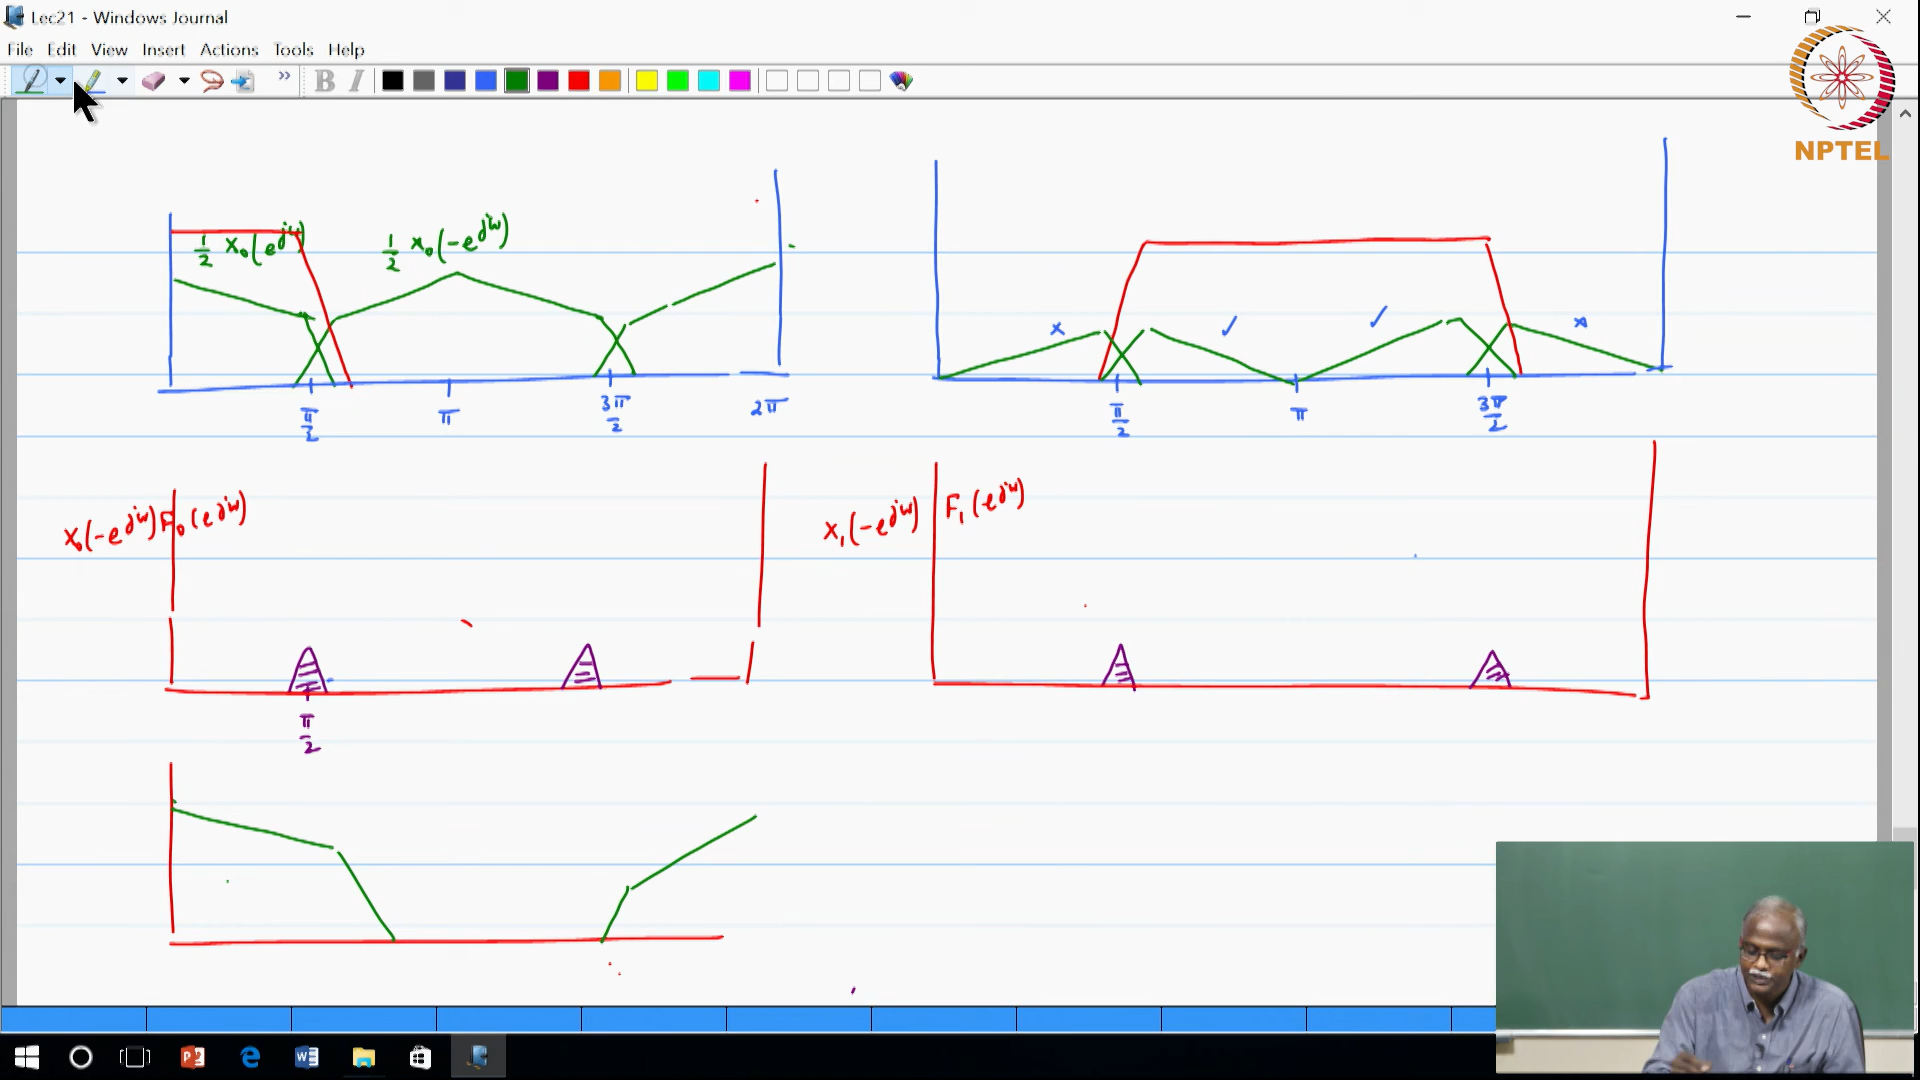 Lec21 - Windows Journal
File Edit View Insert Actions Tools Help
B I
NPTEL
1/2 X₀(e^{jω}) 1/2 X₀(-e^{jω})
x ✓ ✓ x
π/2 π 3π/2 2π π/2 π 3π/2
X₀(-e^{jω}) F₀(e^{jω}) X₁(-e^{jω}) F₁(e^{jω})
π/2